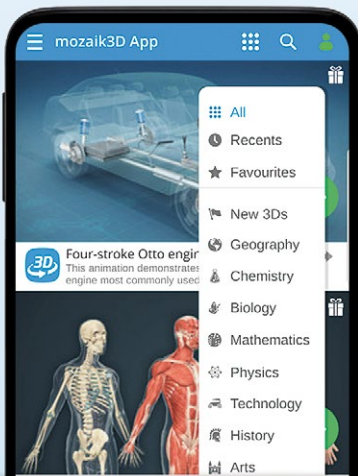 mozaik3D App
All
Recents
Favourites
New 3Ds
Geography
3D
Four-stroke Otto engin
This animation demonstrates
engine most commonly used
Chemistry
Biology
Mathematics
Physics
Technology
History
Arts